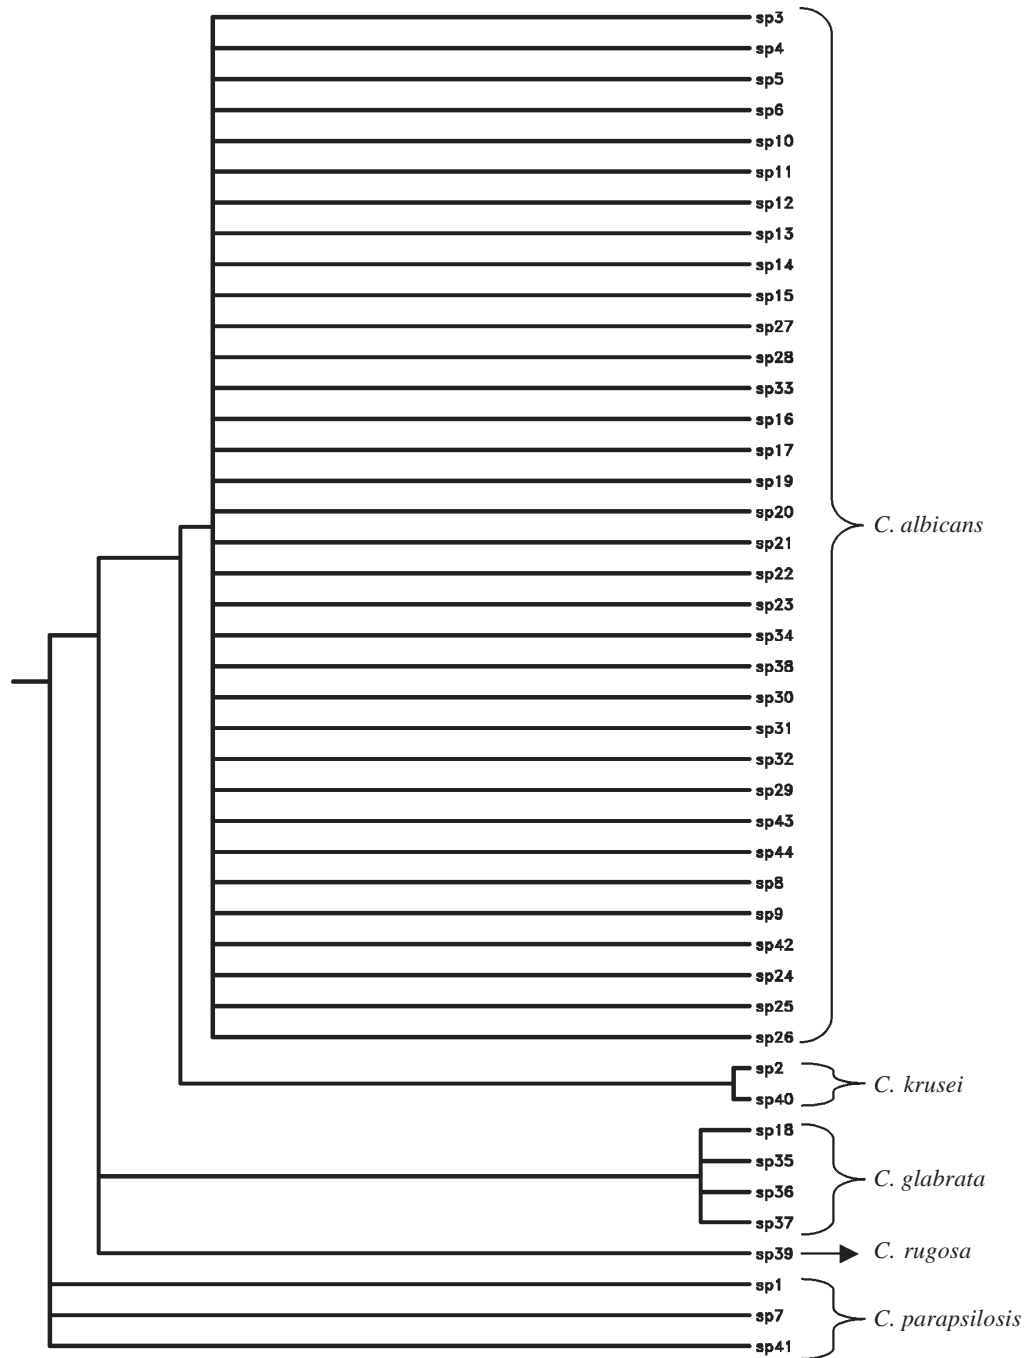 sp3
sp4
sp5
sp6
sp10
sp11
sp12
sp13
sp14
sp15
sp27
sp28
sp33
sp16
sp17
sp19
sp20
C. albicans
sp21
sp22
sp23
sp34
sp38
sp30
sp31
sp32
sp29
sp43
sp44
sp8
sp9
sp42
sp24
sp25
sp26
sp2
C. krusei
sp40
sp18
sp35
C. glabrata
sp36
sp37
sp39 C. rugosa
sp1
sp7
C. parapsilosis
sp41